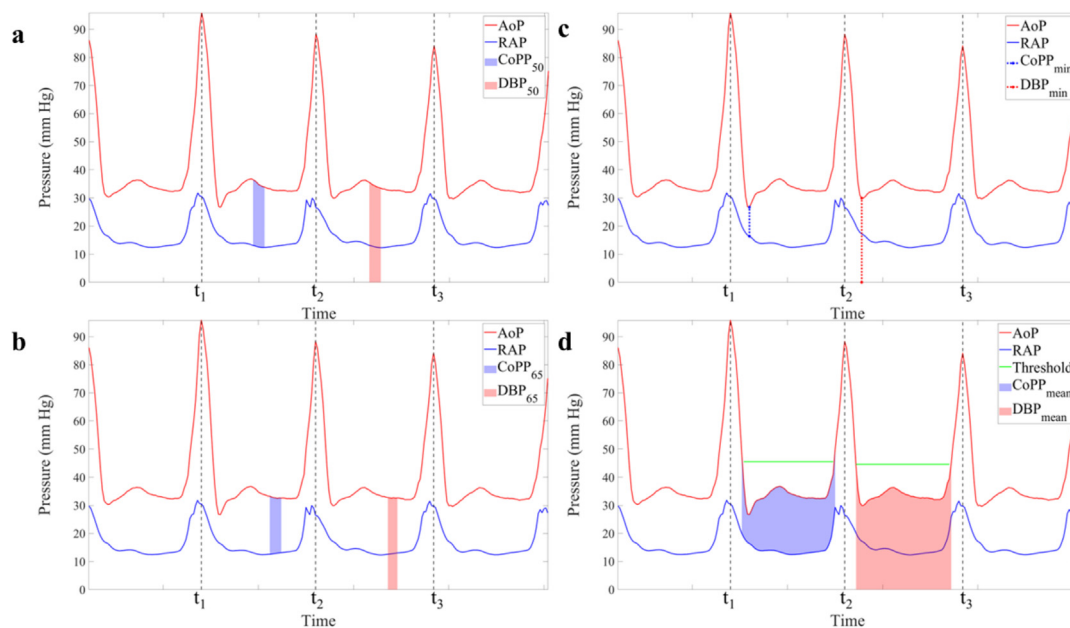 a
Pressure (mm Hg)
90
80
70
60
50
40
30
20
10
0
t1 t2 t3
Time
AoP
RAP
CoPP50
DBP50
c
Pressure (mm Hg)
90
80
70
60
50
40
30
20
10
0
t1 t2 t3
Time
AoP
RAP
CoPPmin
DBPmin
b
Pressure (mm Hg)
90
80
70
60
50
40
30
20
10
0
t1 t2 t3
Time
AoP
RAP
CoPP65
DBP65
d
Pressure (mm Hg)
90
80
70
60
50
40
30
20
10
0
t1 t2 t3
Time
AoP
RAP
Threshold
CoPPmean
DBPmean